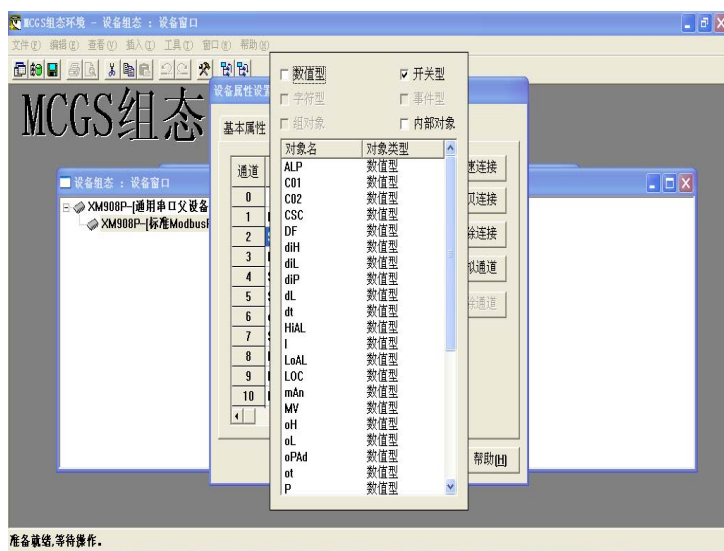 MCGS组态环境 - 设备组态 : 设备窗口
文件(F) 编辑(E) 查看(V) 插入(I) 工具(T) 窗口(W) 帮助(H)
MCGS组态
数值型 开关型
字符型 事件型
组对象 内部对象
设备属性设置
基本属性
对象名 对象类型
ALP 数值型
C01 数值型
C02 数值型
CSC 数值型
DF 数值型
diH 数值型
diL 数值型
diP 数值型
dL 数值型
dt 数值型
HiAL 数值型
I 数值型
LoAL 数值型
LOC 数值型
mAn 数值型
MV 数值型
oH 数值型
oL 数值型
oPAd 数值型
ot 数值型
P 数值型
通道
0
1
2
3
4
5
6
7
8
9
10
速连接
贝连接
除连接
拟通道
除通道
帮助(H)
设备组态 : 设备窗口
XM908P-[通用串口父设备
XM908P-[标准Modbus
准备就绪,等待操作。